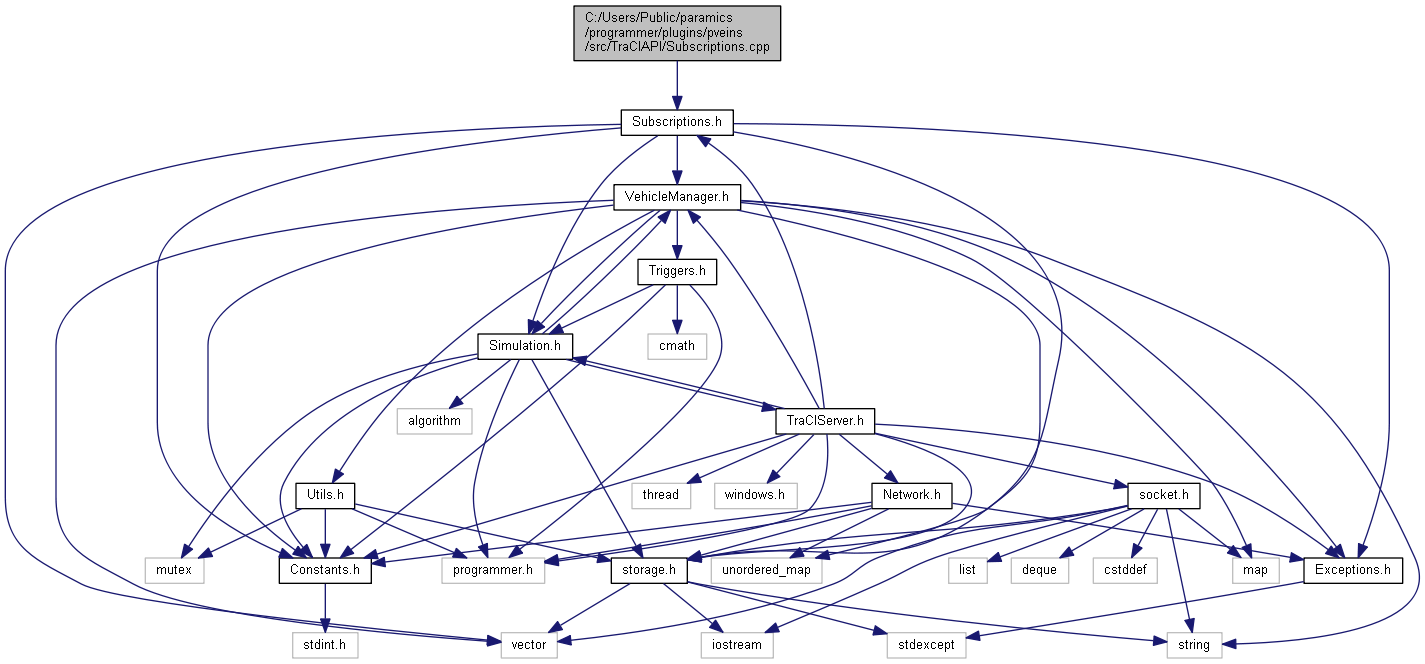 C:/Users/Public/paramics
/programmer/plugins/pveins
/src/TraCIAPI/Subscriptions.cpp
Subscriptions.h
VehicleManager.h
Triggers.h
Simulation.h
cmath
algorithm
TraCIServer.h
Utils.h
thread
windows.h
Network.h
socket.h
mutex
Constants.h
programmer.h
storage.h
unordered_map
list
deque
cstddef
map
Exceptions.h
stdint.h
vector
iostream
stdexcept
string